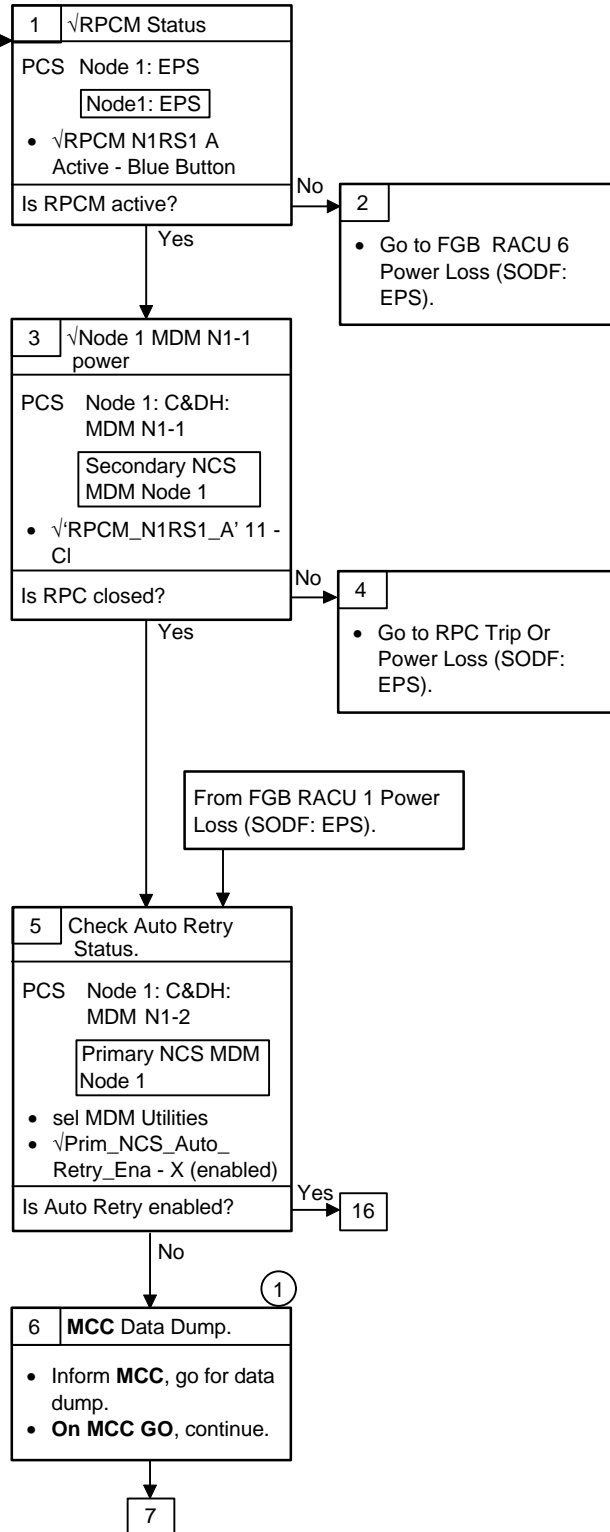 1 √RPCM Status
PCS Node 1: EPS
Node1: EPS
• √RPCM N1RS1 A
Active - Blue Button
Is RPCM active?
No
Yes
2
• Go to FGB RACU 6
Power Loss (SODF:
EPS).
3 √Node 1 MDM N1-1
power
PCS Node 1: C&DH:
MDM N1-1
Secondary NCS
MDM Node 1
• √‘RPCM_N1RS1_A’ 11 -
Cl
Is RPC closed?
No
Yes
4
• Go to RPC Trip Or
Power Loss (SODF:
EPS).
From FGB RACU 1 Power
Loss (SODF: EPS).
5 Check Auto Retry
Status.
PCS Node 1: C&DH:
MDM N1-2
Primary NCS MDM
Node 1
• sel MDM Utilities
• √Prim_NCS_Auto_
Retry_Ena - X (enabled)
Is Auto Retry enabled?
Yes
16
No
1
6 MCC Data Dump.
• Inform MCC, go for data
dump.
• On MCC GO, continue.
7